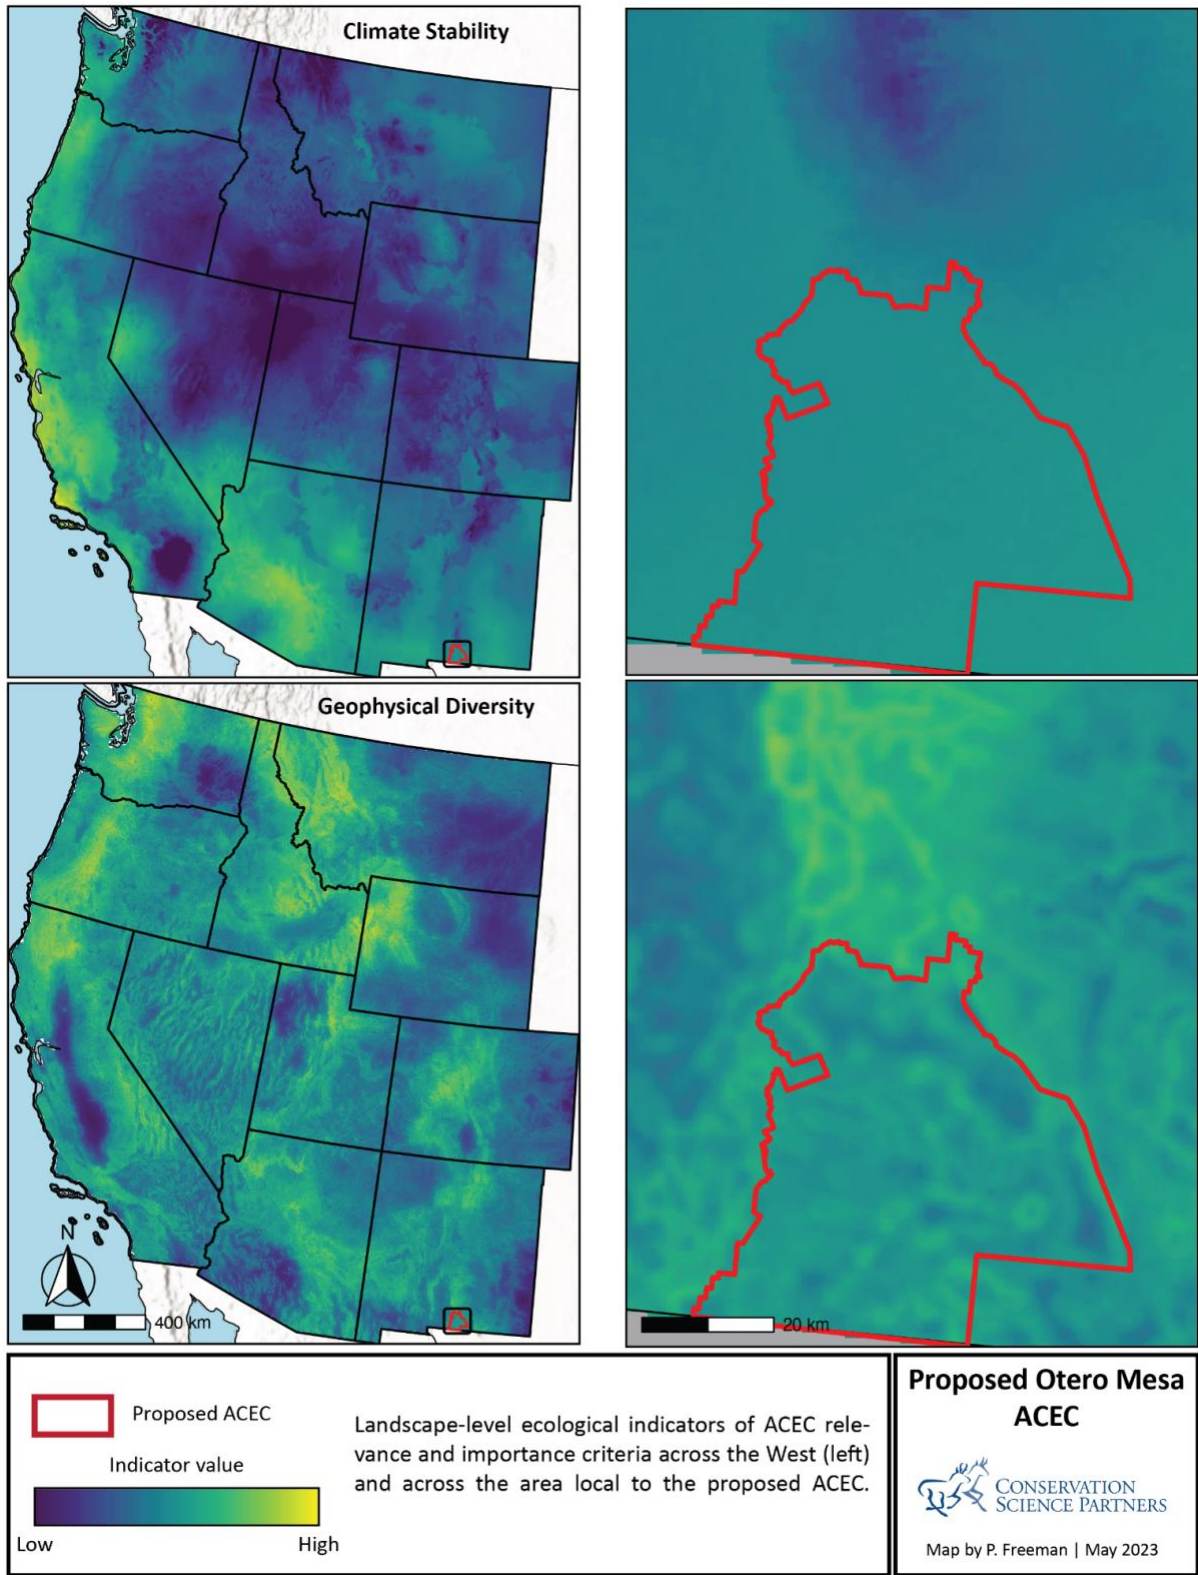 Climate Stability
Geophysical Diversity
N
400 km
20 km
Proposed ACEC
Indicator value
Low
High
Landscape-level ecological indicators of ACEC rele-
vance and importance criteria across the West (left)
and across the area local to the proposed ACEC.
Proposed Otero Mesa
ACEC
CONSERVATION
SCIENCE PARTNERS
Map by P. Freeman | May 2023